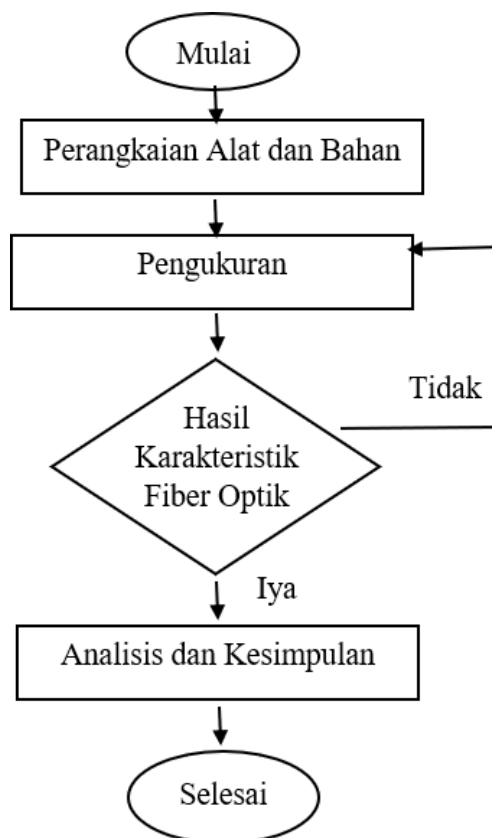 Mulai
Perangkaian Alat dan Bahan
Pengukuran
Tidak
Hasil
Karakteristik
Fiber Optik
Iya
Analisis dan Kesimpulan
Selesai